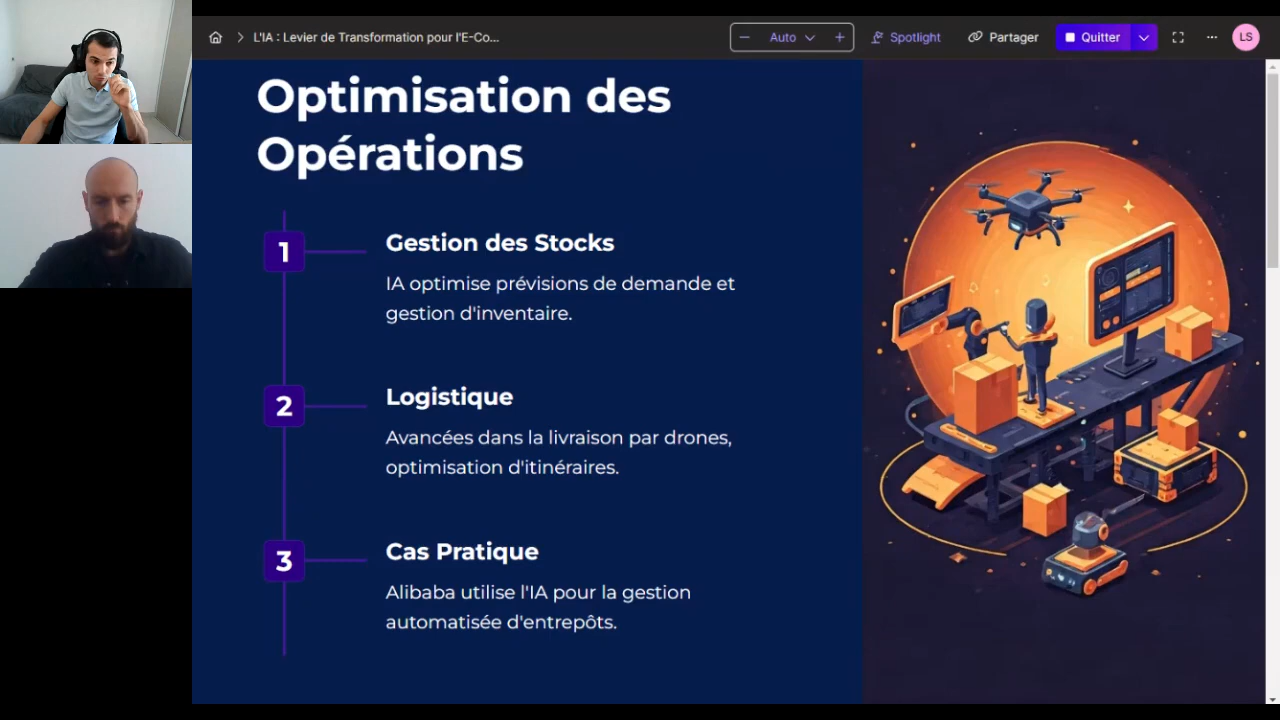 L'IA : Levier de Transformation pour l'E-Co...
Auto
Spotlight
Partager
Quitter
LS
Optimisation des
Opérations
1
Gestion des Stocks
IA optimise prévisions de demande et
gestion d'inventaire.
2
Logistique
Avancées dans la livraison par drones,
optimisation d'itinéraires.
3
Cas Pratique
Alibaba utilise l'IA pour la gestion
automatisée d'entrepôts.